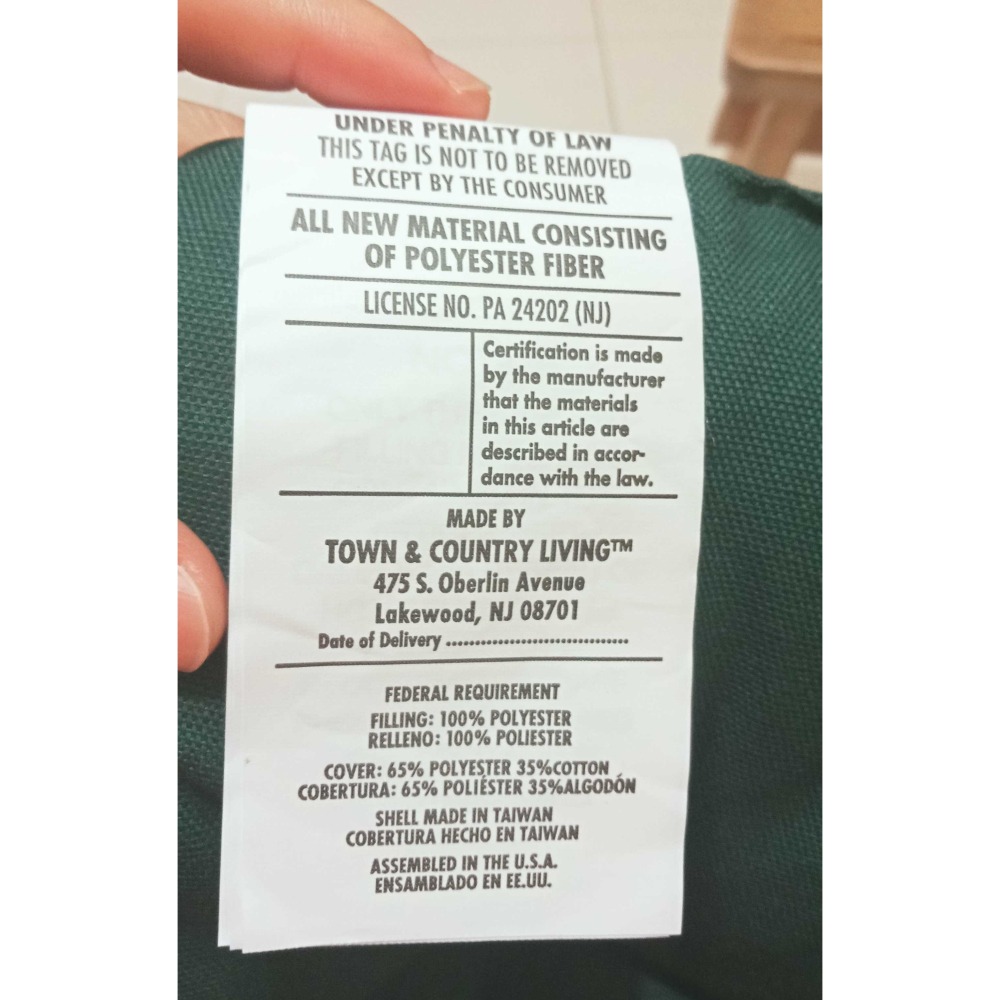 UNDER PENALTY OF LAW
THIS TAG IS NOT TO BE REMOVED
EXCEPT BY THE CONSUMER
ALL NEW MATERIAL CONSISTING
OF POLYESTER FIBER
LICENSE NO. PA 24202 (NJ)
Certification is made
by the manufacturer
that the materials
in this article are
described in accor-
dance with the law.
MADE BY
TOWN & COUNTRY LIVING™
475 S. Oberlin Avenue
Lakewood, NJ 08701
Date of Delivery ................................
FEDERAL REQUIREMENT
FILLING: 100% POLYESTER
RELLENO: 100% POLIESTER
COVER: 65% POLYESTER 35%COTTON
COBERTURA: 65% POLIÉSTER 35%ALGODÓN
SHELL MADE IN TAIWAN
COBERTURA HECHO EN TAIWAN
ASSEMBLED IN THE U.S.A.
ENSAMBLADO EN EE.UU.